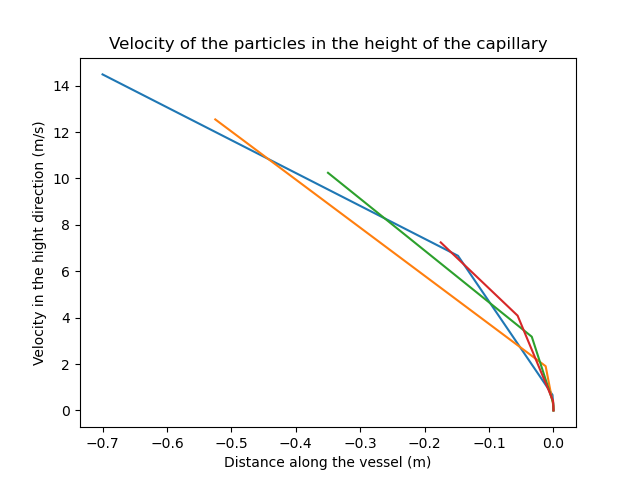 Velocity of the particles in the height of the capillary
14
12
10
8
6
4
2
0
Velocity in the hight direction (m/s)
−0.7 −0.6 −0.5 −0.4 −0.3 −0.2 −0.1 0.0
Distance along the vessel (m)